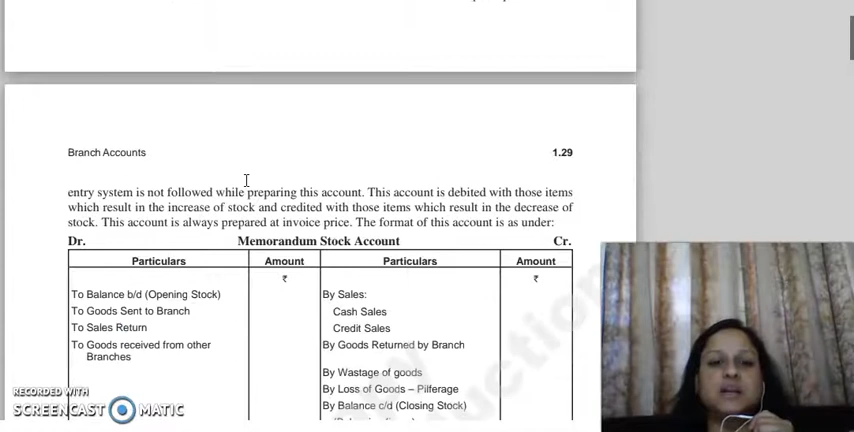 Branch Accounts 1.29
entry system is not followed while preparing this account. This account is debited with those items
which result in the increase of stock and credited with those items which result in the decrease of
stock. This account is always prepared at invoice price. The format of this account is as under:
Dr. Memorandum Stock Account Cr.
Particulars Amount Particulars Amount
₹ ₹
To Balance b/d (Opening Stock) By Sales:
To Goods Sent to Branch Cash Sales
To Sales Return Credit Sales
To Goods received from other By Goods Returned by Branch
Branches
By Wastage of goods
By Loss of Goods – Pilferage
By Balance c/d (Closing Stock)
RECORDED WITH
SCREENCAST MATIC